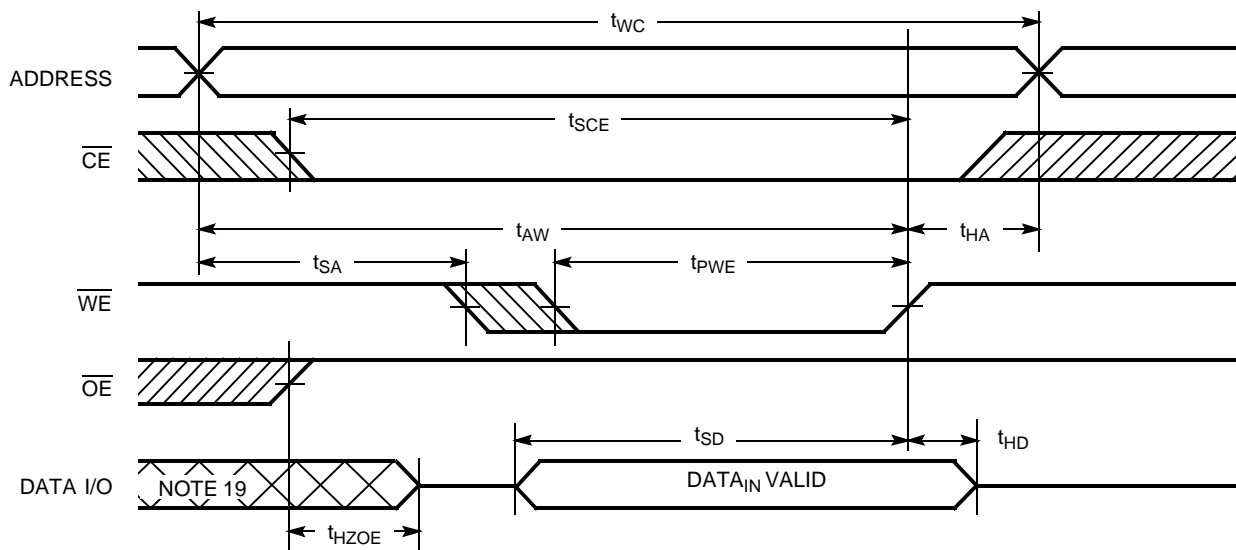 tWC
ADDRESS
tSCE
CE
tAW
tHA
tSA
tPWE
WE
OE
tSD
tHD
DATA I/O
NOTE 19
DATAIN VALID
tHZOE